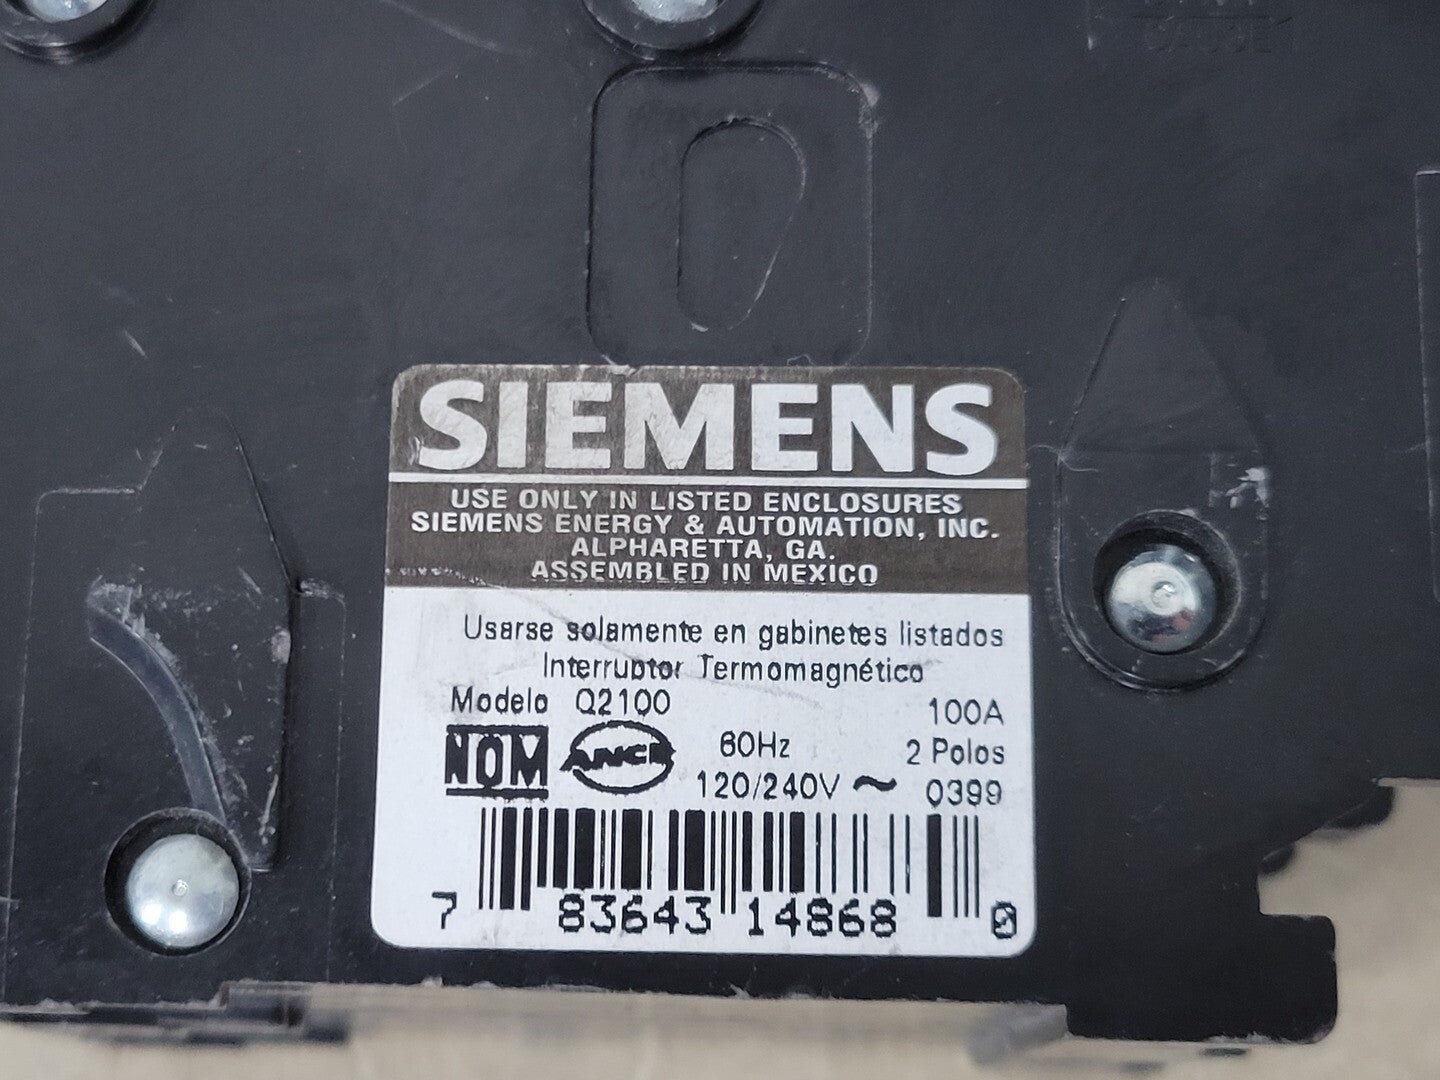 SIEMENS
USE ONLY IN LISTED ENCLOSURES
SIEMENS ENERGY & AUTOMATION, INC.
ALPHARETTA, GA.
ASSEMBLED IN MEXICO
Usarse solamente en gabinetes listados
Interruptor Termomagnético
Modelo Q2100 100A
NOM ANCE 60Hz 2 Polos
120/240V ~ 0399
7 83643 14868 0